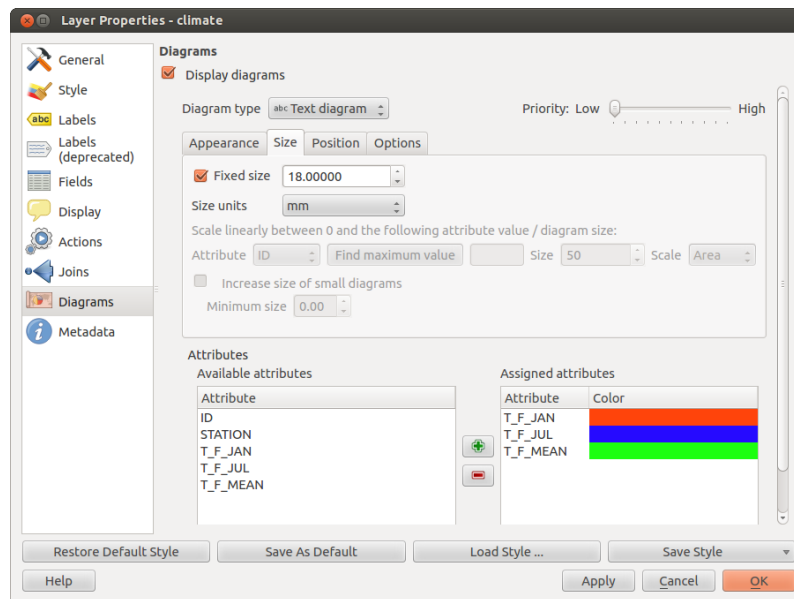 Layer Properties - climate
General
Style
abc Labels
Labels
(deprecated)
Fields
Display
Actions
Joins
Diagrams
i Metadata
Diagrams
Display diagrams
Diagram type abc Text diagram Priority: Low High
Appearance Size Position Options
Fixed size 18.00000
Size units mm
Scale linearly between 0 and the following attribute value / diagram size:
Attribute ID Find maximum value Size 50 Scale Area
Increase size of small diagrams
Minimum size 0.00
Attributes
Available attributes
Attribute
ID
STATION
T_F_JAN
T_F_JUL
T_F_MEAN
Assigned attributes
Attribute Color
T_F_JAN
T_F_JUL
T_F_MEAN
Restore Default Style Save As Default Load Style ... Save Style
Help Apply Cancel OK